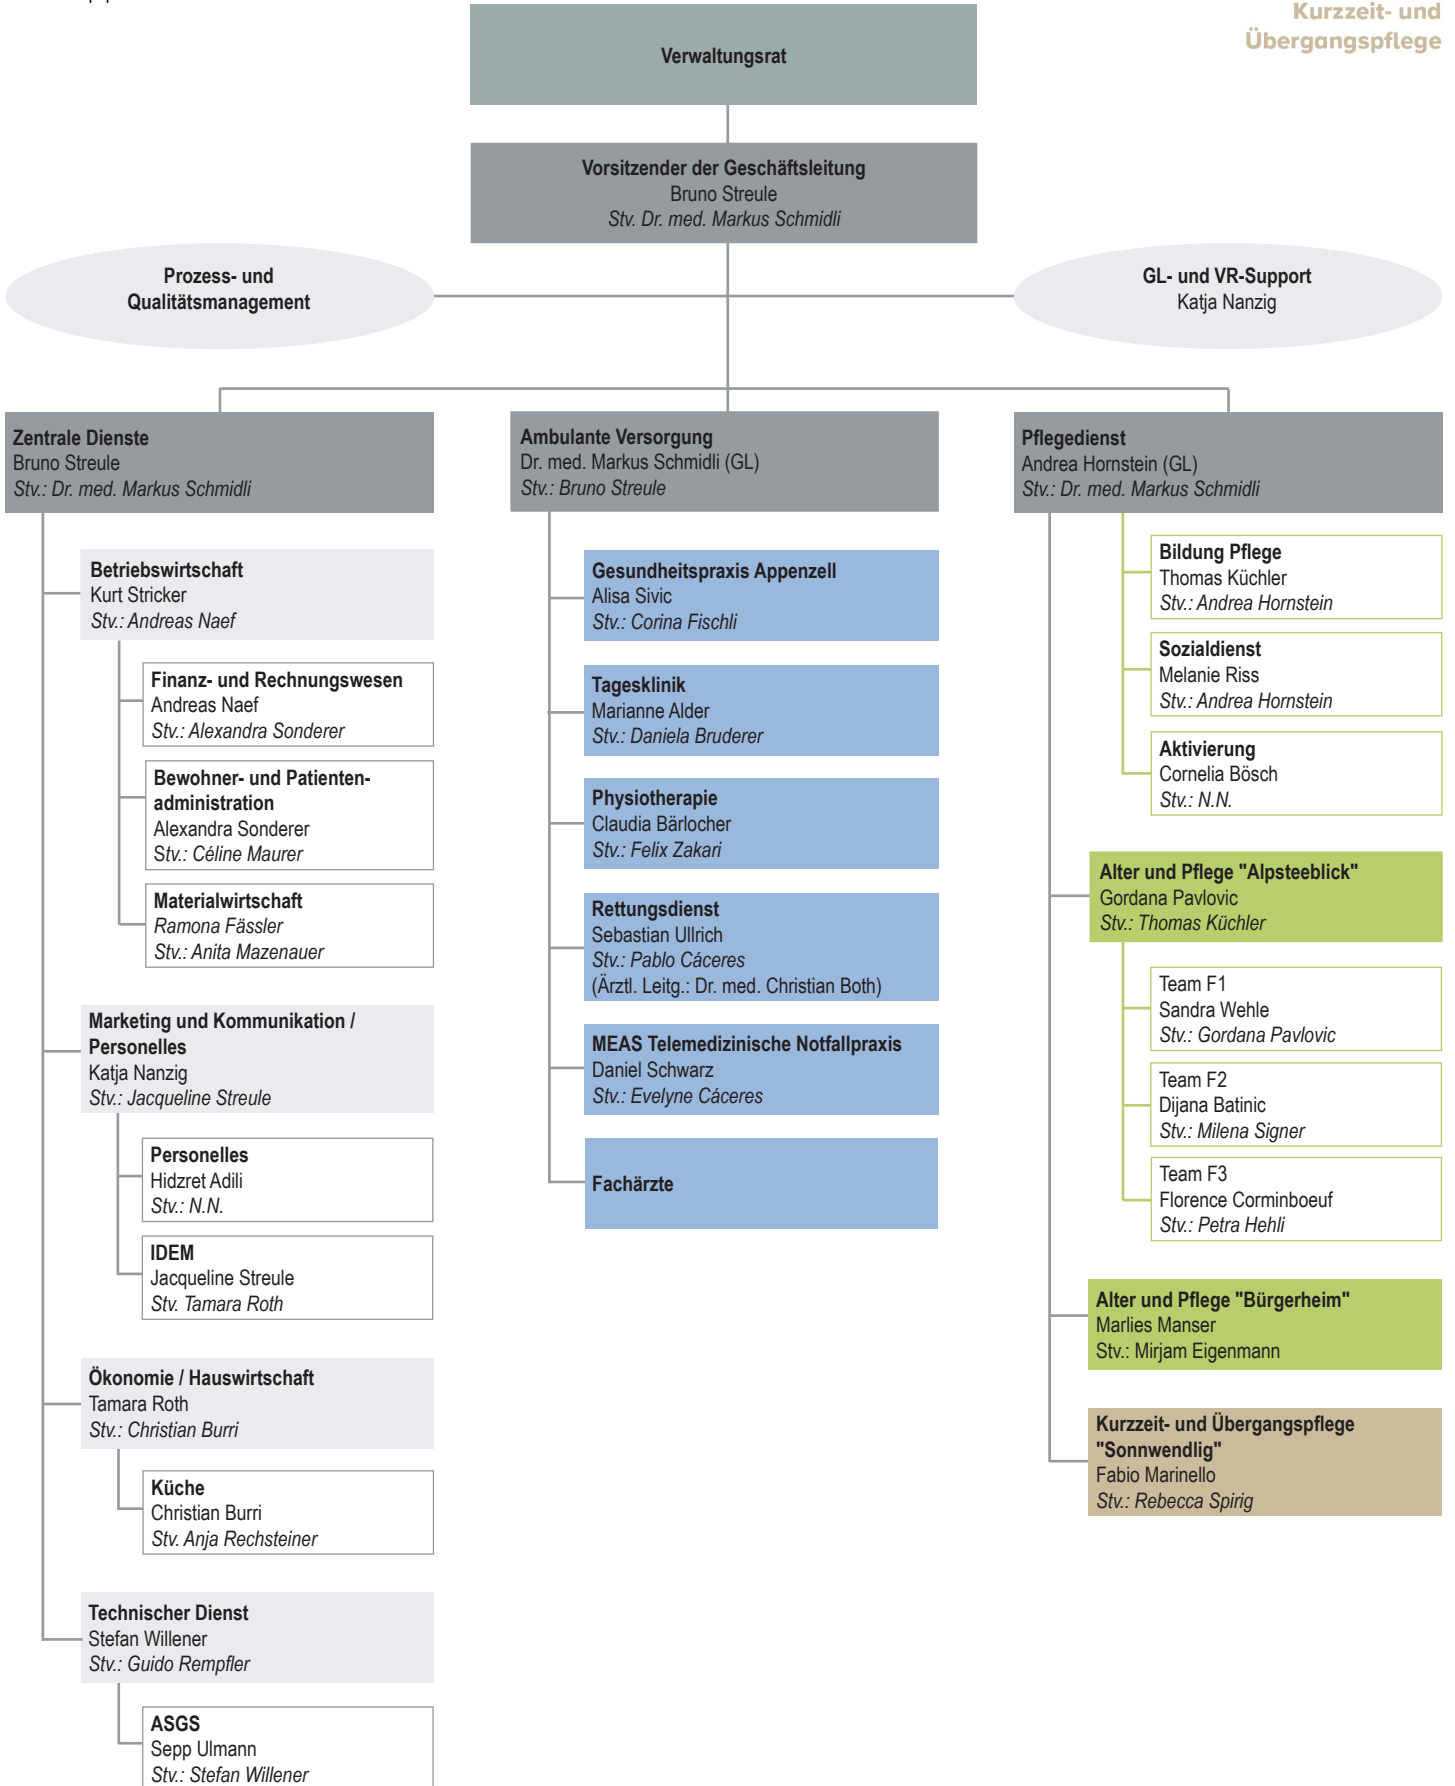 Kurzzeit- und
Übergangspflege
Verwaltungsrat
Vorsitzender der Geschäftsleitung
Bruno Streule
Stv. Dr. med. Markus Schmidli
Prozess- und
Qualitätsmanagement
GL- und VR-Support
Katja Nanzig
Zentrale Dienste
Bruno Streule
Stv.: Dr. med. Markus Schmidli
Betriebswirtschaft
Kurt Stricker
Stv.: Andreas Naef
Finanz- und Rechnungswesen
Andreas Naef
Stv.: Alexandra Sonderer
Bewohner- und Patienten-
administration
Alexandra Sonderer
Stv.: Céline Maurer
Materialwirtschaft
Ramona Fässler
Stv.: Anita Mazenauer
Marketing und Kommunikation /
Personelles
Katja Nanzig
Stv.: Jacqueline Streule
Personelles
Hidzret Adili
Stv.: N.N.
IDEM
Jacqueline Streule
Stv. Tamara Roth
Ökonomie / Hauswirtschaft
Tamara Roth
Stv.: Christian Burri
Küche
Christian Burri
Stv. Anja Rechsteiner
Technischer Dienst
Stefan Willener
Stv.: Guido Rempfler
ASGS
Sepp Ulmann
Stv.: Stefan Willener
Ambulante Versorgung
Dr. med. Markus Schmidli (GL)
Stv.: Bruno Streule
Gesundheitspraxis Appenzell
Alisa Sivic
Stv.: Corina Fischli
Tagesklinik
Marianne Alder
Stv.: Daniela Bruderer
Physiotherapie
Claudia Bärlocher
Stv.: Felix Zakari
Rettungsdienst
Sebastian Ullrich
Stv.: Pablo Cáceres
(Ärztl. Leitg.: Dr. med. Christian Both)
MEAS Telemedizinische Notfallpraxis
Daniel Schwarz
Stv.: Evelyne Cáceres
Fachärzte
Pflegedienst
Andrea Hornstein (GL)
Stv.: Dr. med. Markus Schmidli
Bildung Pflege
Thomas Küchler
Stv.: Andrea Hornstein
Sozialdienst
Melanie Riss
Stv.: Andrea Hornstein
Aktivierung
Cornelia Bösch
Stv.: N.N.
Alter und Pflege "Alpsteeblick"
Gordana Pavlovic
Stv.: Thomas Küchler
Team F1
Sandra Wehle
Stv.: Gordana Pavlovic
Team F2
Dijana Batinic
Stv.: Milena Signer
Team F3
Florence Corminboeuf
Stv.: Petra Hehli
Alter und Pflege "Bürgerheim"
Marlies Manser
Stv.: Mirjam Eigenmann
Kurzzeit- und Übergangspflege
"Sonnwendlig"
Fabio Marinello
Stv.: Rebecca Spirig